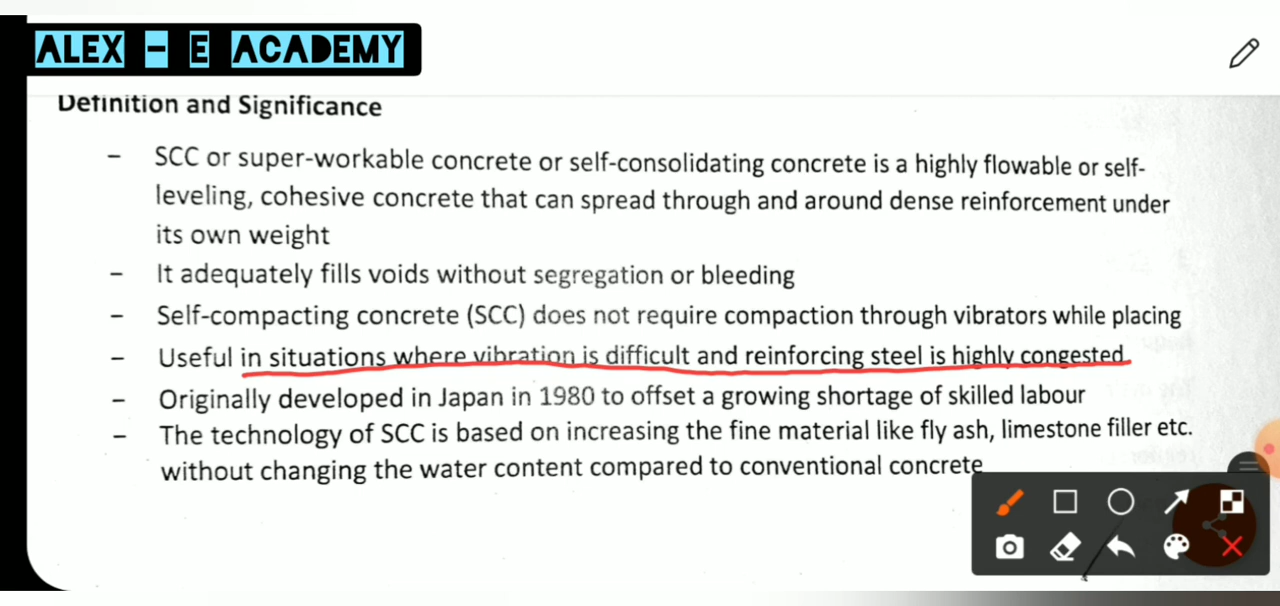 ALEX - E ACADEMY
Definition and Significance
- SCC or super-workable concrete or self-consolidating concrete is a highly flowable or self-
leveling, cohesive concrete that can spread through and around dense reinforcement under
its own weight
- It adequately fills voids without segregation or bleeding
- Self-compacting concrete (SCC) does not require compaction through vibrators while placing
- Useful in situations where vibration is difficult and reinforcing steel is highly congested
- Originally developed in Japan in 1980 to offset a growing shortage of skilled labour
- The technology of SCC is based on increasing the fine material like fly ash, limestone filler etc.
without changing the water content compared to conventional concrete